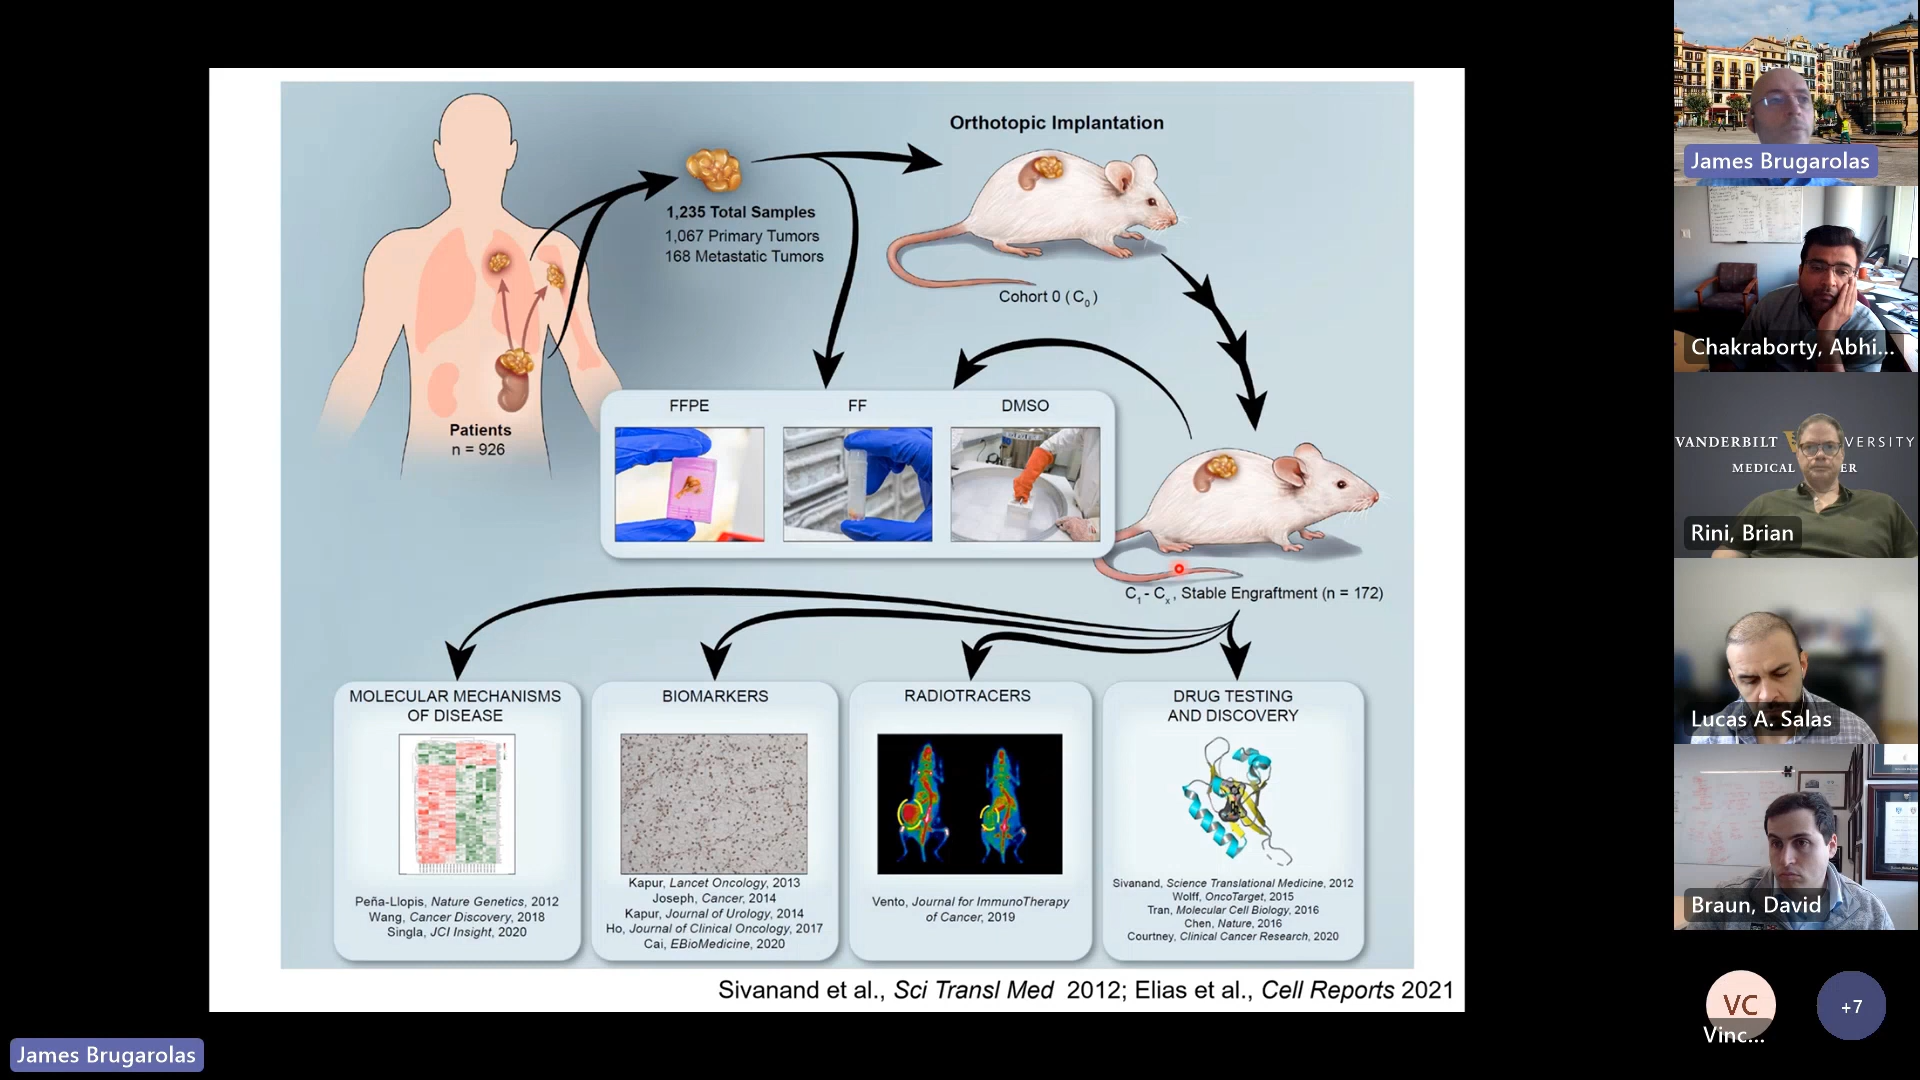 Orthotopic Implantation
1,235 Total Samples
1,067 Primary Tumors
168 Metastatic Tumors
Cohort 0 (C0)
Patients
n = 926
FFPE
FF
DMSO
C1 - Cx, Stable Engraftment (n = 172)
MOLECULAR MECHANISMS
OF DISEASE
Peña-Llopis, Nature Genetics, 2012
Wang, Cancer Discovery, 2018
Singla, JCI Insight, 2020
BIOMARKERS
Kapur, Lancet Oncology, 2013
Joseph, Cancer, 2014
Kapur, Journal of Urology, 2014
Ho, Journal of Clinical Oncology, 2017
Cai, EBioMedicine, 2020
RADIOTRACERS
Vento, Journal for ImmunoTherapy
of Cancer, 2019
DRUG TESTING
AND DISCOVERY
Sivanand, Science Translational Medicine, 2012
Wolff, OncoTarget, 2015
Tran, Molecular Cell Biology, 2016
Chen, Nature, 2016
Courtney, Clinical Cancer Research, 2020
Sivanand et al., Sci Transl Med 2012; Elias et al., Cell Reports 2021
James Brugarolas
James Brugarolas
Chakraborty, Abhi...
VANDERBILT VERSITY
MEDICAL ER
Rini, Brian
Lucas A. Salas
Braun, David
VC
Vinc...
+7